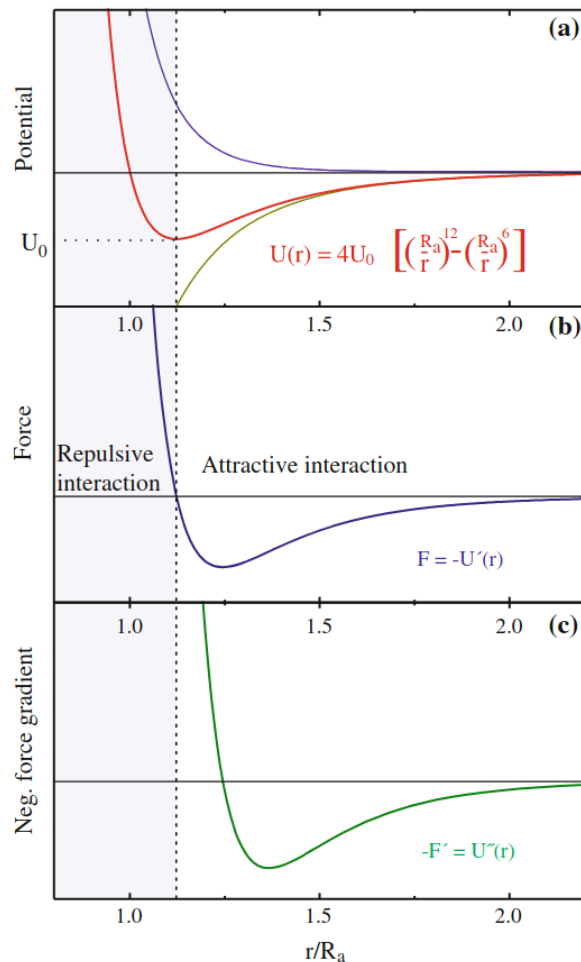 (a)
Potential
U₀
U(r) = 4U₀ [(Rₐ/r)¹²-(Rₐ/r)⁶]
1.0 1.5 2.0
(b)
Force
Repulsive
interaction
Attractive interaction
F = -U´(r)
1.0 1.5 2.0
(c)
Neg. force gradient
-F´ = U˝(r)
1.0 1.5 2.0
r/Rₐ